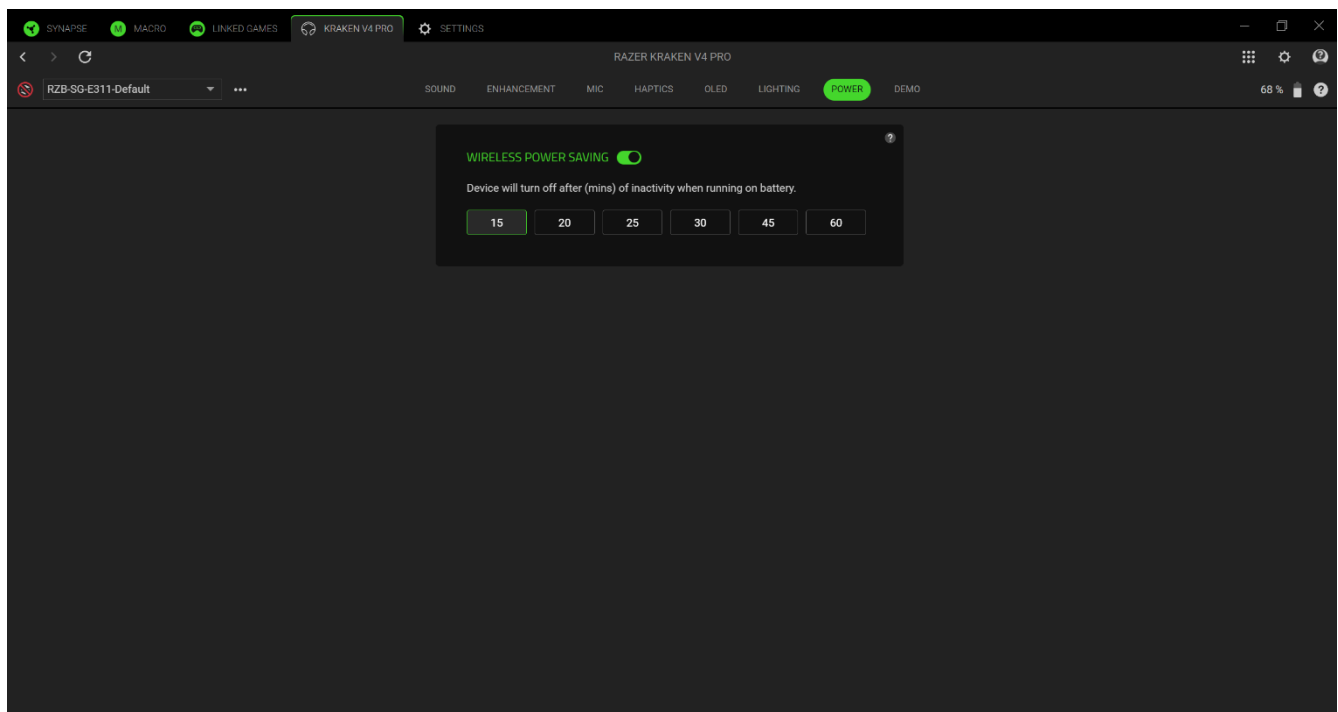 SYNAPSE M MACRO LINKED GAMES KRAKEN V4 PRO SETTINGS
RAZER KRAKEN V4 PRO
RZB-SG-E311-Default ••• SOUND ENHANCEMENT MIC HAPTICS OLED LIGHTING POWER DEMO 68 % ?
?
WIRELESS POWER SAVING
Device will turn off after (mins) of inactivity when running on battery.
15 20 25 30 45 60